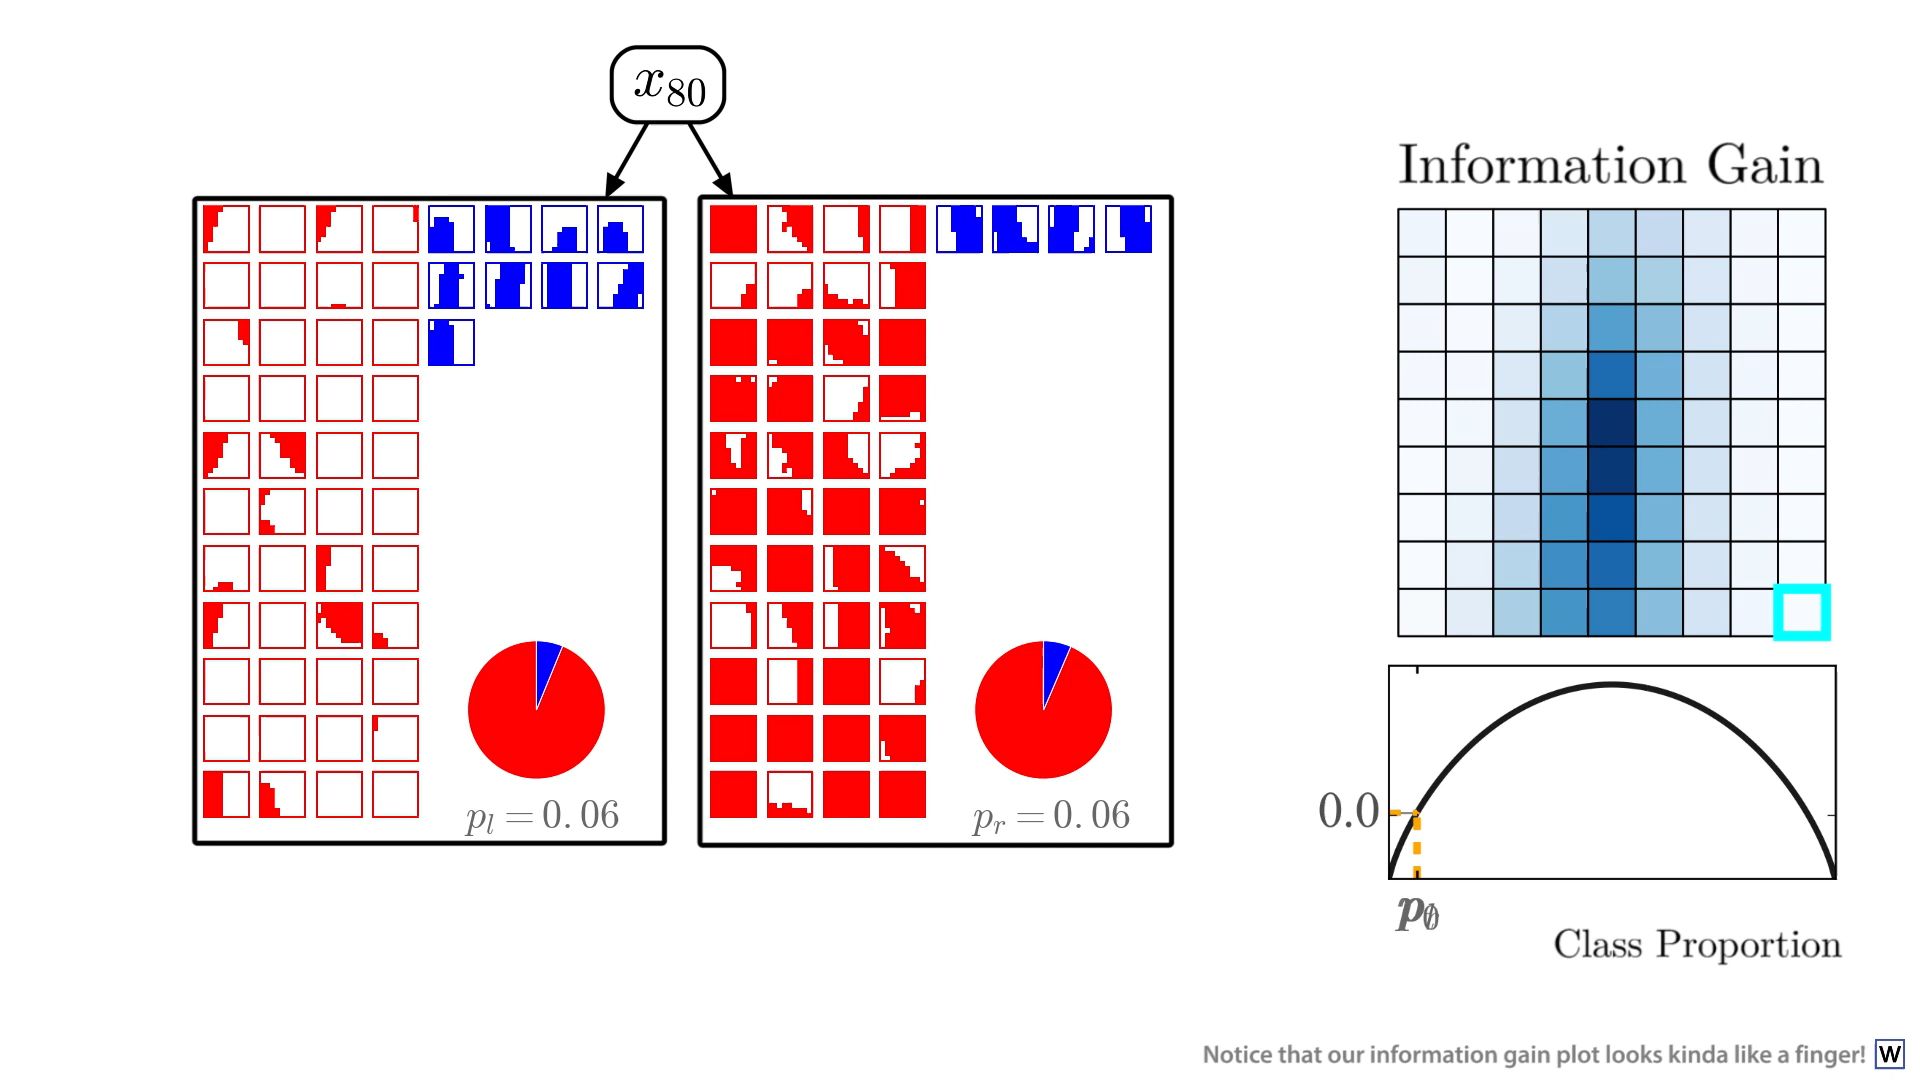 x80
Information Gain
pl = 0.06
pr = 0.06
0.0
Class Proportion
Notice that our information gain plot looks kinda like a finger! W